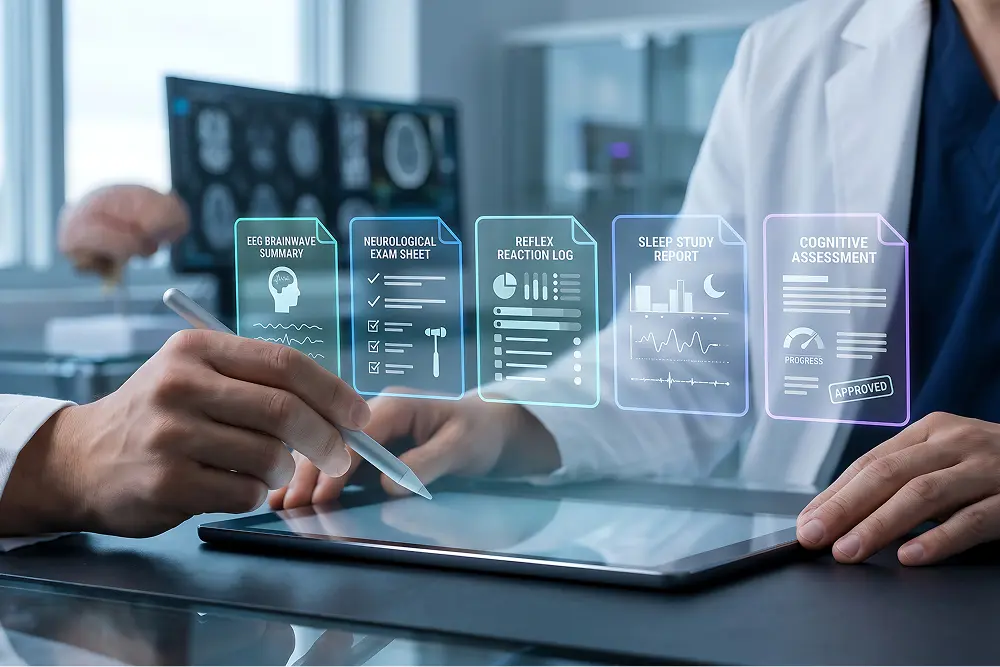 EEG BRAINWAVE
SUMMARY
NEUROLOGICAL
EXAM SHEET
REFLEX
REACTION LOG
SLEEP STUDY
REPORT
COGNITIVE
ASSESSMENT
PROGRESS
APPROVED